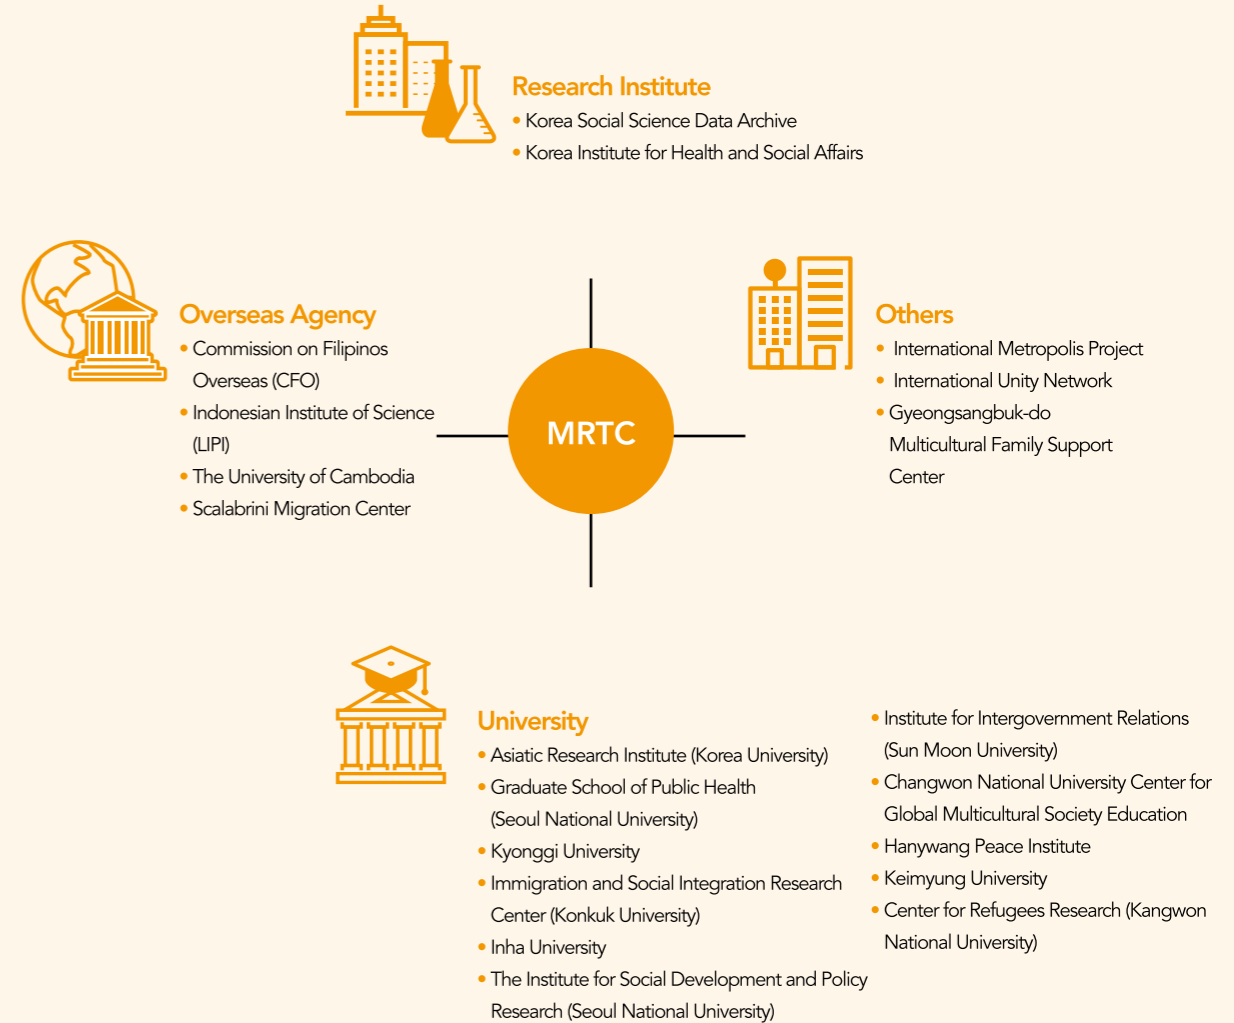 Research Institute
• Korea Social Science Data Archive
• Korea Institute for Health and Social Affairs
Overseas Agency
• Commission on Filipinos
Overseas (CFO)
• Indonesian Institute of Science
(LIPI)
• The University of Cambodia
• Scalabrini Migration Center
MRTC
Others
• International Metropolis Project
• International Unity Network
• Gyeongsangbuk-do
Multicultural Family Support
Center
University
• Asiatic Research Institute (Korea University)
• Graduate School of Public Health
(Seoul National University)
• Kyonggi University
• Immigration and Social Integration Research
Center (Konkuk University)
• Inha University
• The Institute for Social Development and Policy
Research (Seoul National University)
• Institute for Intergovernment Relations
(Sun Moon University)
• Changwon National University Center for
Global Multicultural Society Education
• Hanywang Peace Institute
• Keimyung University
• Center for Refugees Research (Kangwon
National University)